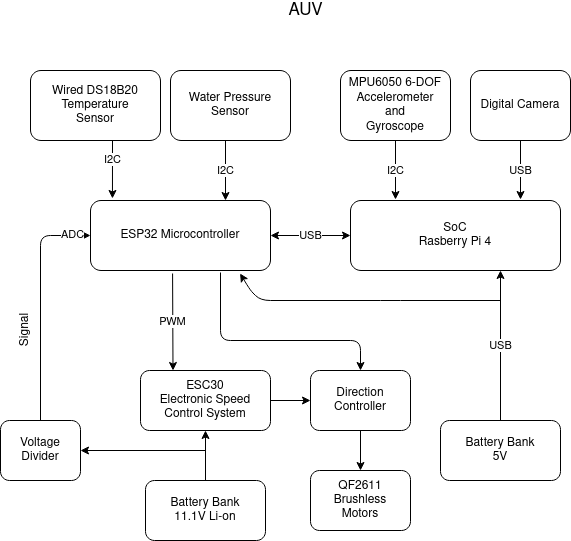 AUV
Wired DS18B20
Temperature
Sensor
Water Pressure
Sensor
MPU6050 6-DOF
Accelerometer
and
Gyroscope
Digital Camera
I2C
I2C
I2C
USB
ADC
ESP32 Microcontroller
USB
SoC
Rasberry Pi 4
Signal
PWM
USB
ESC30
Electronic Speed
Control System
Direction
Controller
Voltage
Divider
Battery Bank
5V
Battery Bank
11.1V Li-on
QF2611
Brushless
Motors